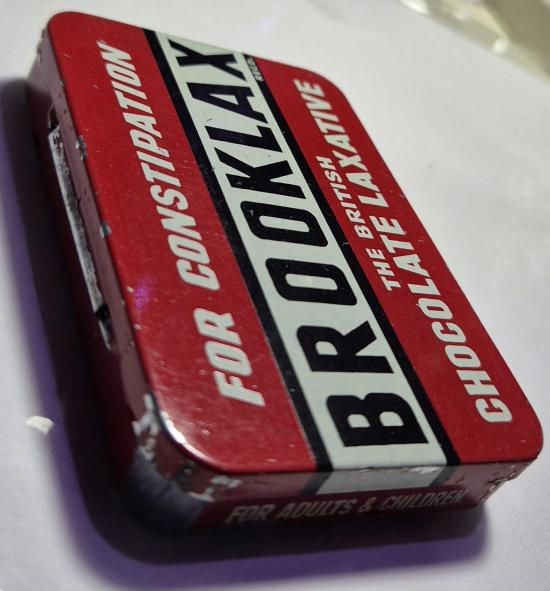 FOR CONSTIPATION
BROOKLAX
THE BRITISH
CHOCOLATE LAXATIVE
FOR ADULTS & CHILDREN